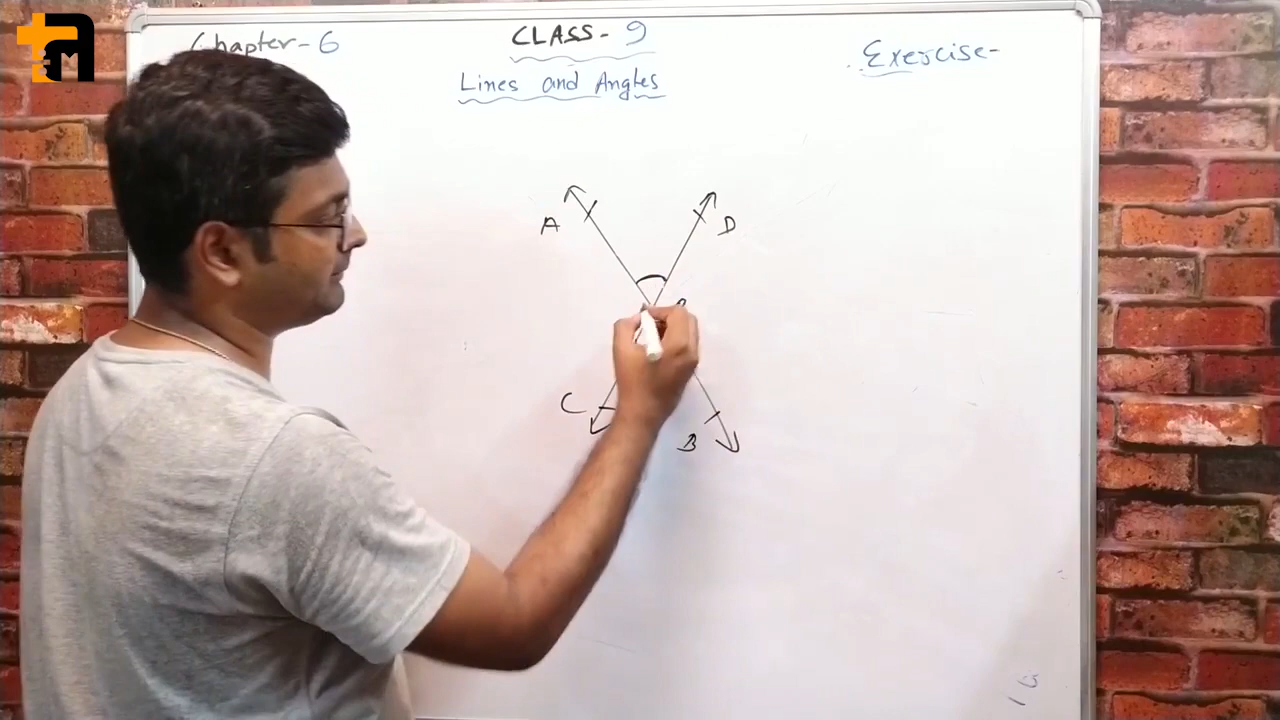 Chapter-6
CLASS-9
Exercise-
Lines and Angles
A
D
C
B